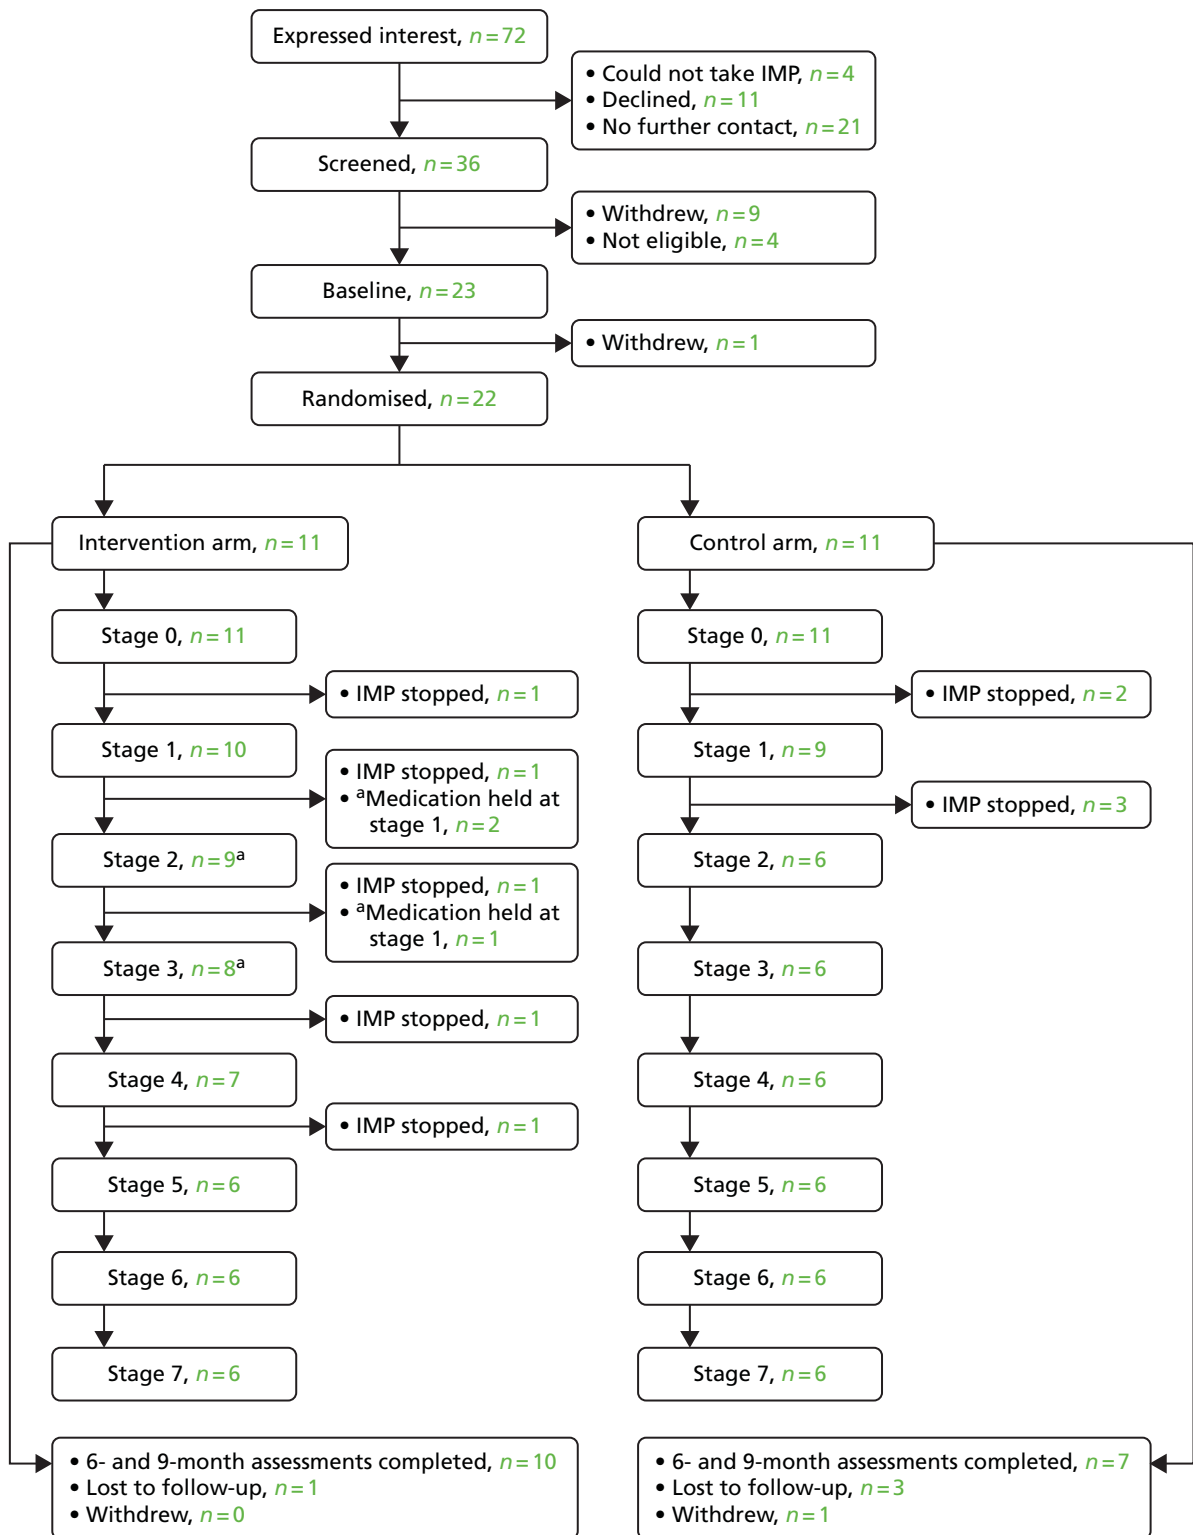 Expressed interest, n=72
• Could not take IMP, n=4
• Declined, n=11
• No further contact, n=21
Screened, n=36
• Withdrew, n=9
• Not eligible, n=4
Baseline, n=23
• Withdrew, n=1
Randomised, n=22
Intervention arm, n=11
Stage 0, n=11
• IMP stopped, n=1
Stage 1, n=10
• IMP stopped, n=1
• ᵃMedication held at
stage 1, n=2
Stage 2, n=9ᵃ
• IMP stopped, n=1
• ᵃMedication held at
stage 1, n=1
Stage 3, n=8ᵃ
• IMP stopped, n=1
Stage 4, n=7
• IMP stopped, n=1
Stage 5, n=6
Stage 6, n=6
Stage 7, n=6
• 6- and 9-month assessments completed, n=10
• Lost to follow-up, n=1
• Withdrew, n=0
Control arm, n=11
Stage 0, n=11
• IMP stopped, n=2
Stage 1, n=9
• IMP stopped, n=3
Stage 2, n=6
Stage 3, n=6
Stage 4, n=6
Stage 5, n=6
Stage 6, n=6
Stage 7, n=6
• 6- and 9-month assessments completed, n=7
• Lost to follow-up, n=3
• Withdrew, n=1